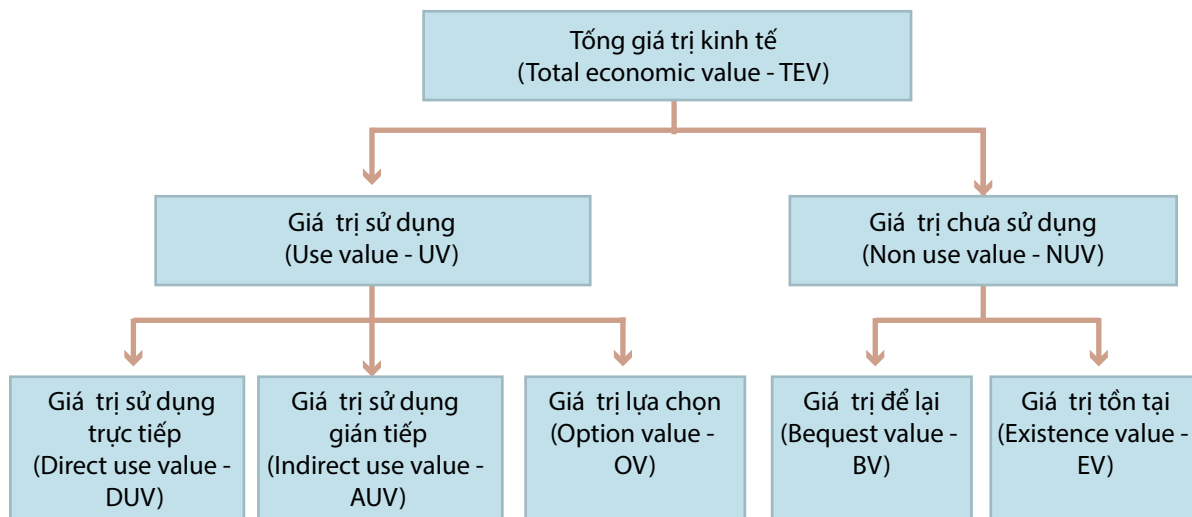 Tổng giá trị kinh tế
(Total economic value - TEV)
Giá trị sử dụng
(Use value - UV)
Giá trị chưa sử dụng
(Non use value - NUV)
Giá trị sử dụng
trực tiếp
(Direct use value -
DUV)
Giá trị sử dụng
gián tiếp
(Indirect use value -
AUV)
Giá trị lựa chọn
(Option value -
OV)
Giá trị để lại
(Bequest value -
BV)
Giá trị tồn tại
(Existence value -
EV)